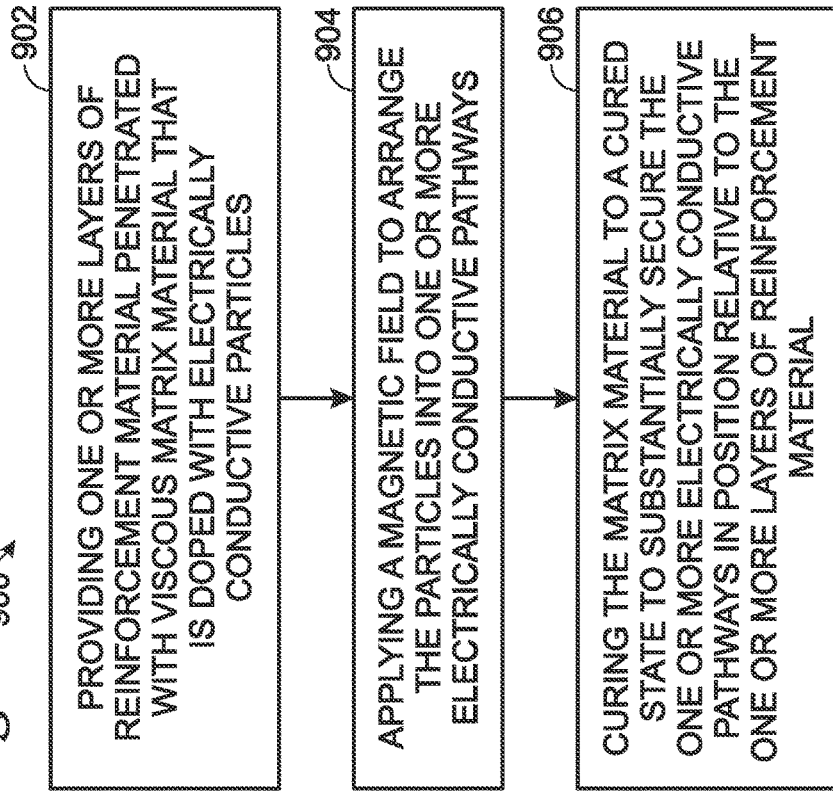 902
PROVIDING ONE OR MORE LAYERS OF
REINFORCEMENT MATERIAL PENETRATED
WITH VISCOUS MATRIX MATERIAL THAT
IS DOPED WITH ELECTRICALLY
CONDUCTIVE PARTICLES
904
APPLYING A MAGNETIC FIELD TO ARRANGE
THE PARTICLES INTO ONE OR MORE
ELECTRICALLY CONDUCTIVE PATHWAYS
906
CURING THE MATRIX MATERIAL TO A CURED
STATE TO SUBSTANTIALLY SECURE THE
ONE OR MORE ELECTRICALLY CONDUCTIVE
PATHWAYS IN POSITION RELATIVE TO THE
ONE OR MORE LAYERS OF REINFORCEMENT
MATERIAL